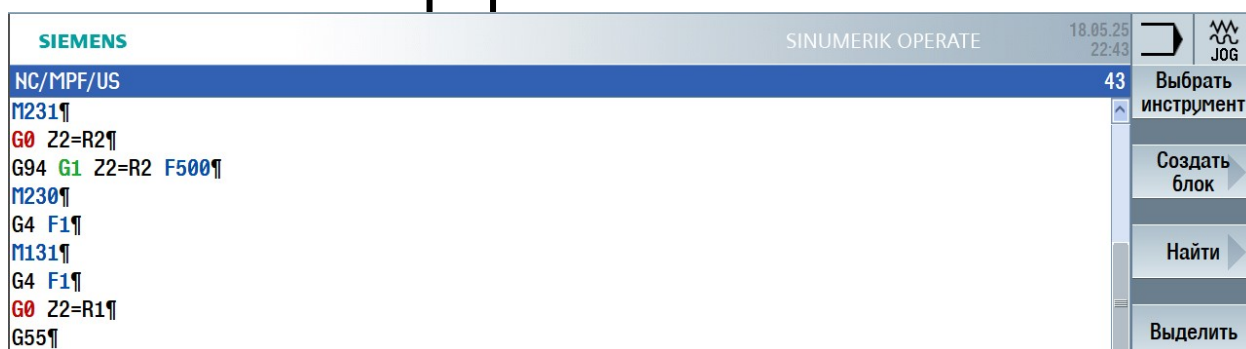 SIEMENS
SINUMERIK OPERATE
18.05.25
22:43
JOG
NC/MPF/US
43
M231¶
G0 Z2=R2¶
G94 G1 Z2=R2 F500¶
M230¶
G4 F1¶
M131¶
G4 F1¶
G0 Z2=R1¶
G55¶
Выбрать
инструмент
Создать
блок
Найти
Выделить